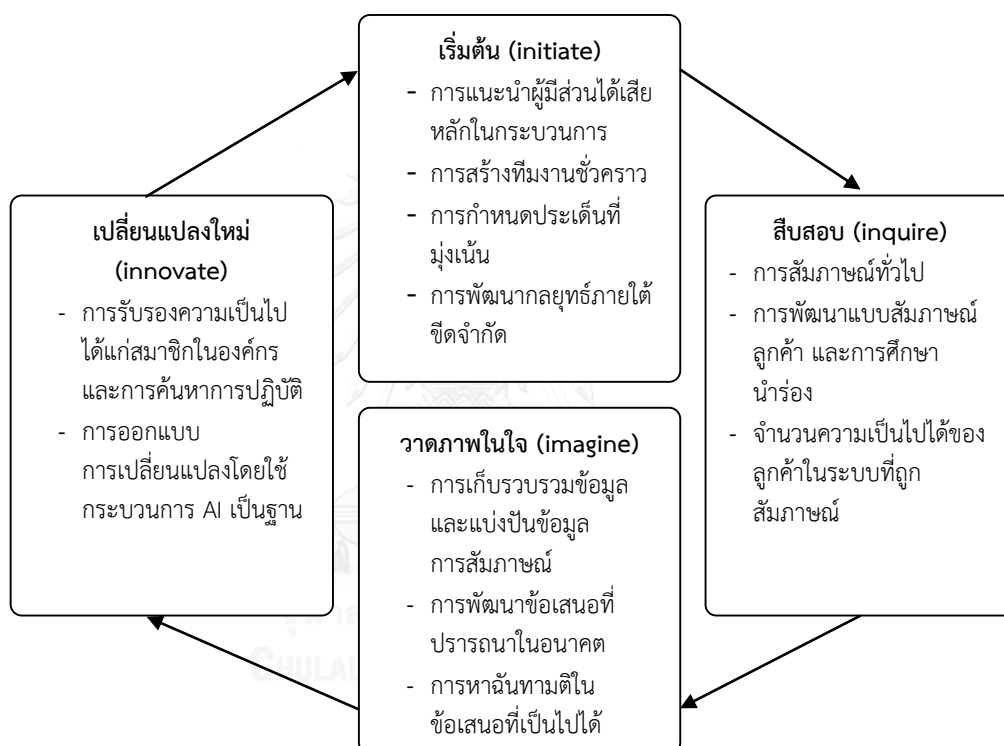 เริ่มต้น (initiate)
- การแนะนำผู้มีส่วนได้เสีย
หลักในกระบวนการ
- การสร้างทีมงานชั่วคราว
- การกำหนดประเด็นที่
มุ่งเน้น
- การพัฒนากลยุทธ์ภายใต้
ขีดจำกัด
สืบสอบ (inquire)
- การสัมภาษณ์ทั่วไป
- การพัฒนาแบบสัมภาษณ์
ลูกค้า และการศึกษา
นำร่อง
- จำนวนความเป็นไปได้ของ
ลูกค้าในระบบที่ถูก
สัมภาษณ์
วาดภาพในใจ (imagine)
- การเก็บรวบรวมข้อมูล
และแบ่งปันข้อมูล
การสัมภาษณ์
- การพัฒนาข้อเสนอที่
ปรารถนาในอนาคต
- การหาฉันทามติใน
ข้อเสนอที่เป็นไปได้
เปลี่ยนแปลงใหม่
(innovate)
- การรับรองความเป็นไป
ได้แก่สมาชิกในองค์กร
และการค้นหาการปฏิบัติ
- การออกแบบ
การเปลี่ยนแปลงโดยใช้
กระบวนการ AI เป็นฐาน